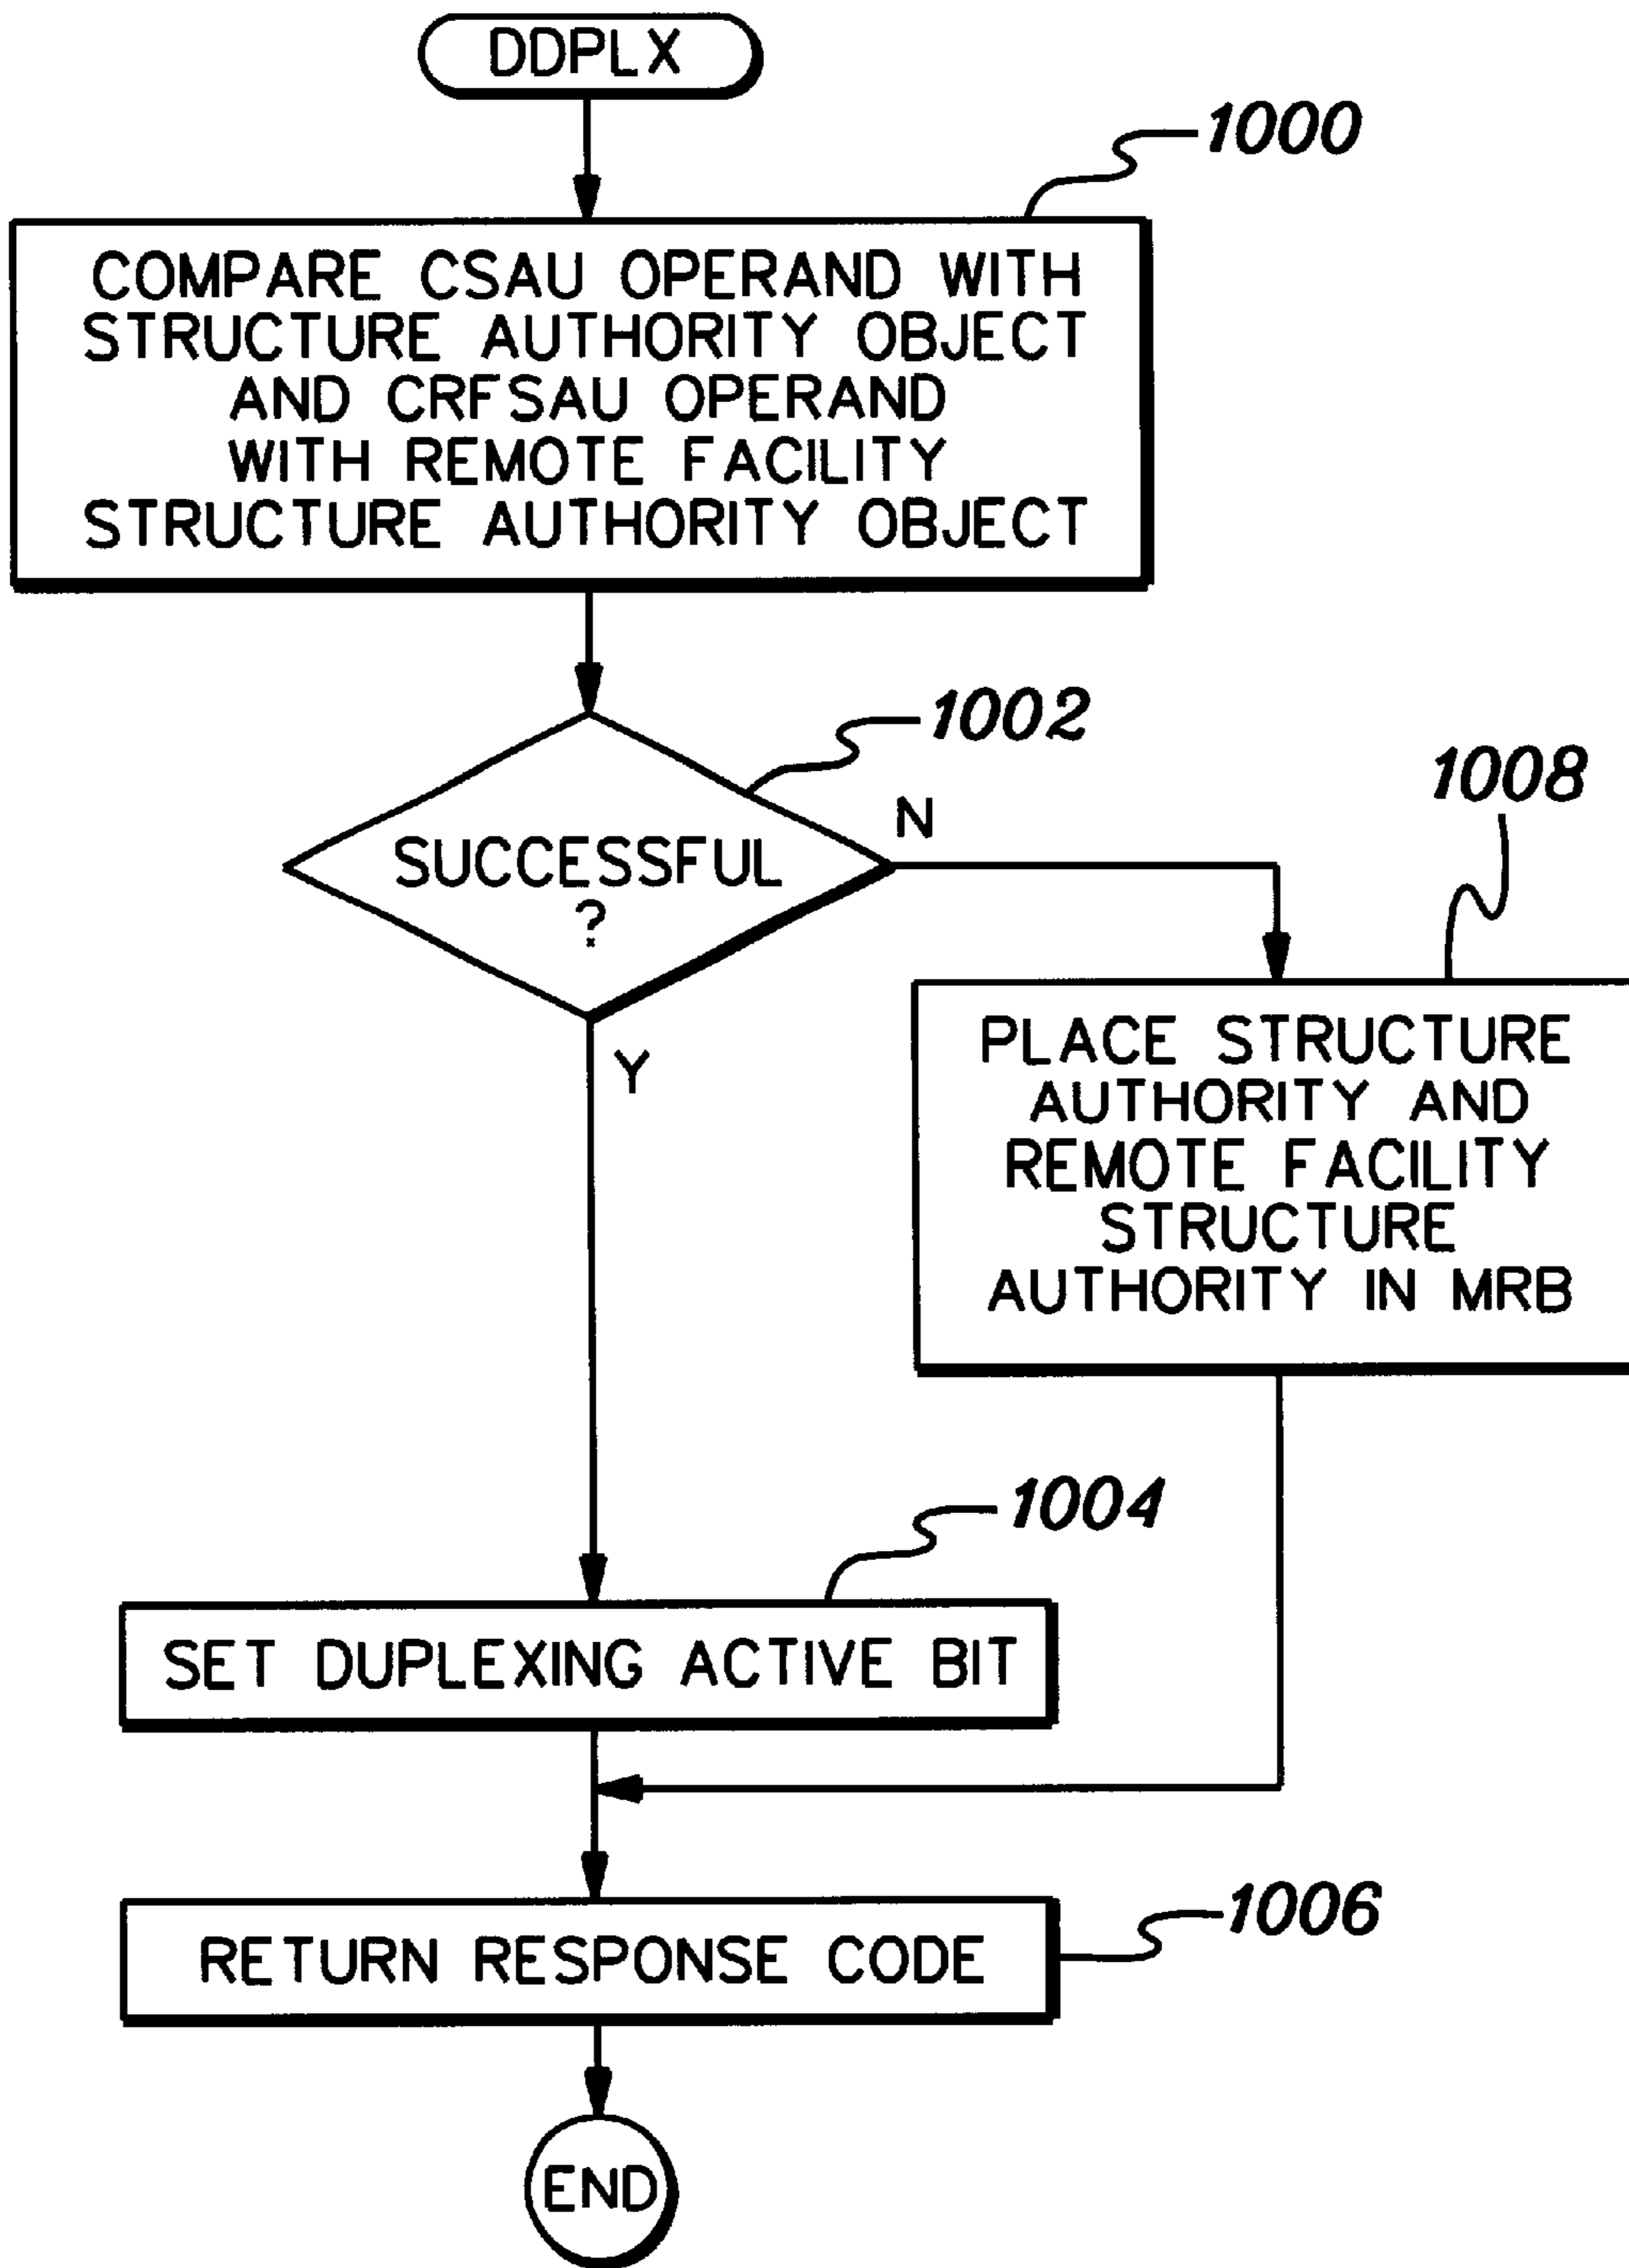 DDPLX
1000
COMPARE CSAU OPERAND WITH
STRUCTURE AUTHORITY OBJECT
AND CRFSAU OPERAND
WITH REMOTE FACILITY
STRUCTURE AUTHORITY OBJECT
1002
SUCCESSFUL
?
N
Y
1008
PLACE STRUCTURE
AUTHORITY AND
REMOTE FACILITY
STRUCTURE
AUTHORITY IN MRB
1004
SET DUPLEXING ACTIVE BIT
1006
RETURN RESPONSE CODE
END